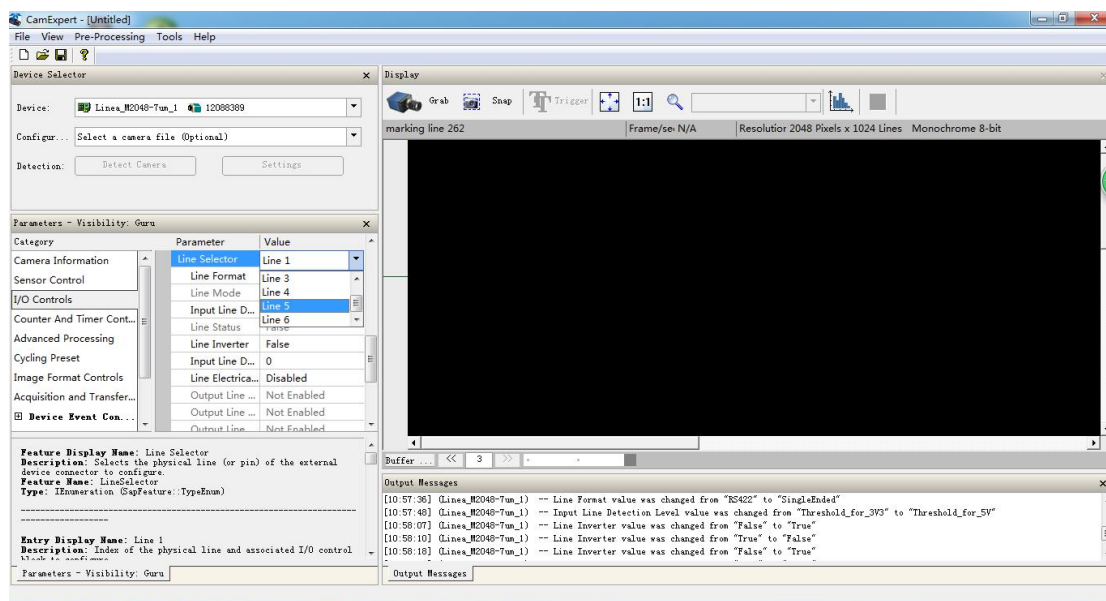 CamExpert - [Untitled]
File View Pre-Processing Tools Help
Device Selector
Device: Linea_M2048-7um_1 12088389
Configur... Select a camera file (Optional)
Detection: Detect Camera Settings
Parameters - Visibility: Guru
Category
Camera Information
Sensor Control
I/O Controls
Counter And Timer Cont...
Advanced Processing
Cycling Preset
Image Format Controls
Acquisition and Transfer...
Device Event Con...
Parameter Value
Line Selector Line 1
Line Format
Line Mode
Input Line D...
Line Status False
Line 3
Line 4
Line 5
Line 6
Line Inverter False
Input Line D... 0
Line Electrica... Disabled
Output Line ... Not Enabled
Output Line ... Not Enabled
Output Line Not Enabled
Feature Display Name: Line Selector
Description: Selects the physical line (or pin) of the external
device connector to configure.
Feature Name: LineSelector
Type: IEnumeration (SapFeature::TypeEnum)
Entry Display Name: Line 1
Description: Index of the physical line and associated I/O control
block to configure
Parameters - Visibility: Guru
Display
Grab Snap Trigger 1:1
marking line 262 Frame/se N/A Resolutior 2048 Pixels x 1024 Lines Monochrome 8-bit
Buffer ... << 3 >>
Output Messages
[10:57:36] (Linea_M2048-7um_1) -- Line Format value was changed from "RS422" to "SingleEnded"
[10:57:48] (Linea_M2048-7um_1) -- Input Line Detection Level value was changed from "Threshold_for_3V3" to "Threshold_for_5V"
[10:58:07] (Linea_M2048-7um_1) -- Line Inverter value was changed from "False" to "True"
[10:58:10] (Linea_M2048-7um_1) -- Line Inverter value was changed from "True" to "False"
[10:58:18] (Linea_M2048-7um_1) -- Line Inverter value was changed from "False" to "True"
Output Messages